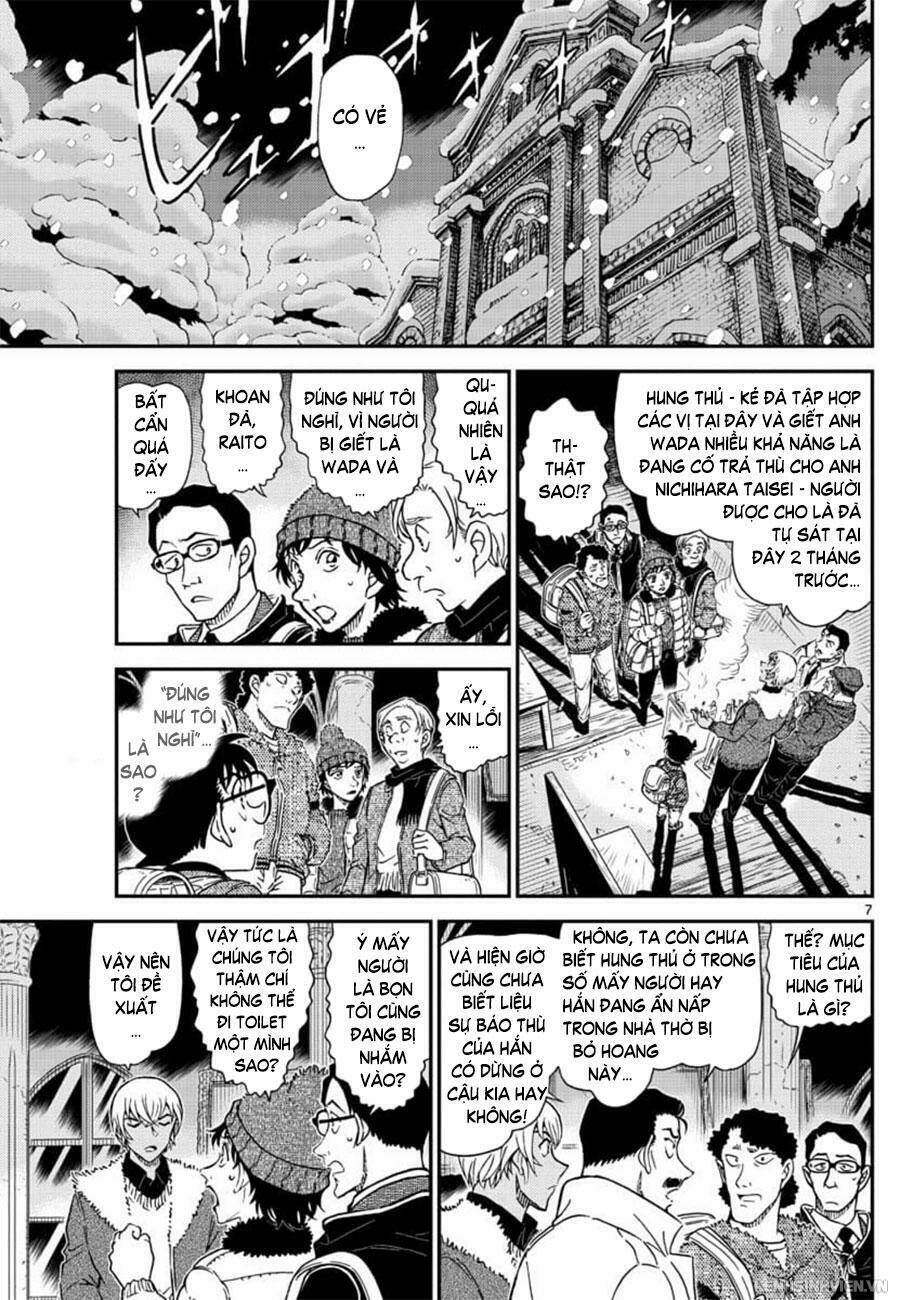 CÓ VẺ
...
HUNG THỦ - KẺ ĐÃ TẬP HỢP
CÁC VỊ TẠI ĐÂY VÀ GIẾT ANH
WADA NHIỀU KHẢ NĂNG LÀ
ĐANG CỐ TRẢ THÙ CHO ANH
NICHIHARA TAISEI - NGƯỜI
ĐƯỢC CHO LÀ ĐÃ
TỰ SÁT TẠI
ĐÂY 2 THÁNG
TRƯỚC...
TH-
THẬT
SAO!?
QU-
QUẢ
NHIÊN
LÀ
VẬY
...
ĐÚNG NHƯ TÔI
NGHĨ, VÌ NGƯỜI
BỊ GIẾT LÀ
WADA VÀ
...
KHOAN
ĐÃ,
RAITO
...
BẤT
CẨN
QUÁ
ĐẤY
...
ẤY,
XIN LỖI
...
"ĐÚNG
NHƯ TÔI
NGHĨ"...
LÀ
SAO?
7
THẾ? MỤC
TIÊU CỦA
HUNG THỦ
LÀ GÌ?
KHÔNG, TA CÒN CHƯA
BIẾT HUNG THỦ Ở TRONG
SỐ MẤY NGƯỜI HAY
HẮN ĐANG ẨN NẤP
TRONG NHÀ THỜ BỊ
BỎ HOANG
NÀY...
VÀ HIỆN GIỜ
CŨNG CHƯA
BIẾT LIỆU
SỰ BÁO THÙ
CỦA HẮN
CÓ DỪNG Ở
CẬU KIA HAY
KHÔNG!
Ý MẤY
NGƯỜI
LÀ BỌN
TÔI CŨNG
ĐANG BỊ
NHẮM
VÀO?
VẬY TỨC LÀ
CHÚNG TÔI
THẬM CHÍ
KHÔNG THỂ
ĐI TOILET
MỘT MÌNH
SAO?
VẬY NÊN
TÔI ĐỀ
XUẤT
...